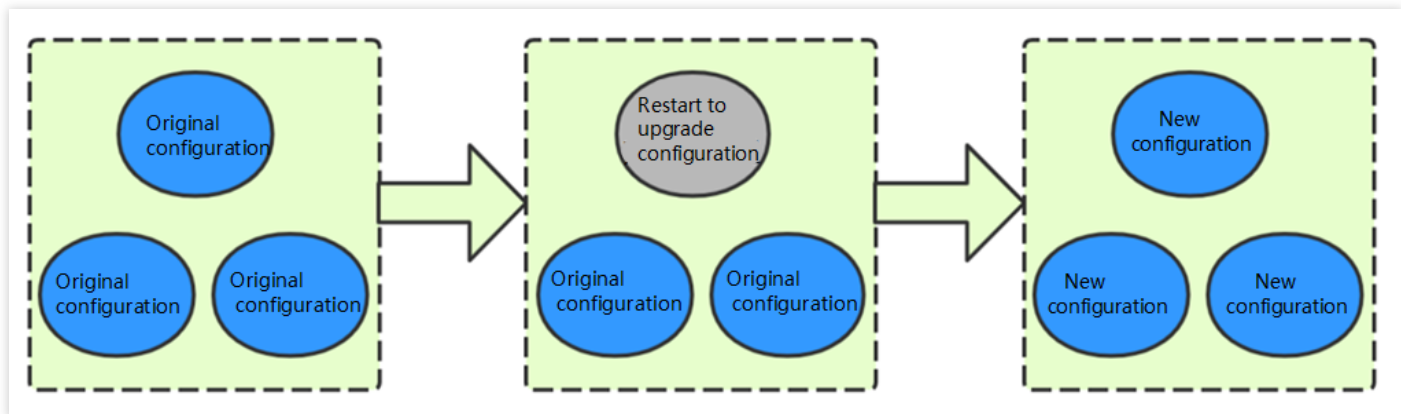 Original
configuration
Original
configuration
Original
configuration
Restart to
upgrade
configuration
Original
configuration
Original
configuration
New
configuration
New
configuration
New
configuration